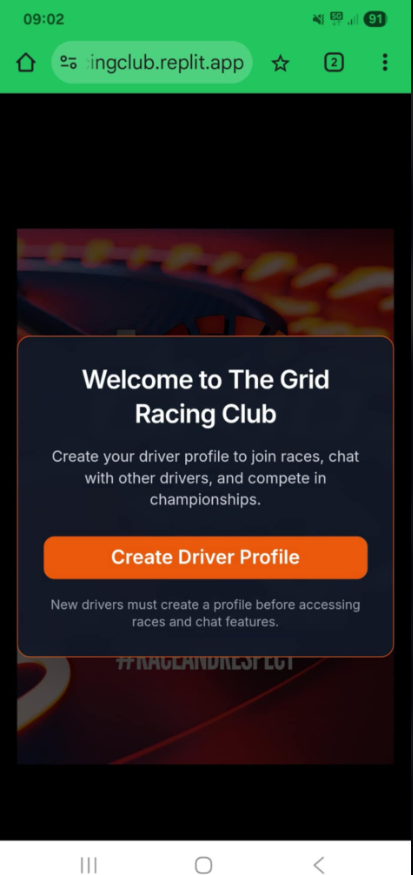 09:02
5G
91
ingclub.replit.app
2
Welcome to The Grid
Racing Club
Create your driver profile to join races, chat
with other drivers, and compete in
championships.
Create Driver Profile
New drivers must create a profile before accessing
races and chat features.
#RACEANDRESPECT